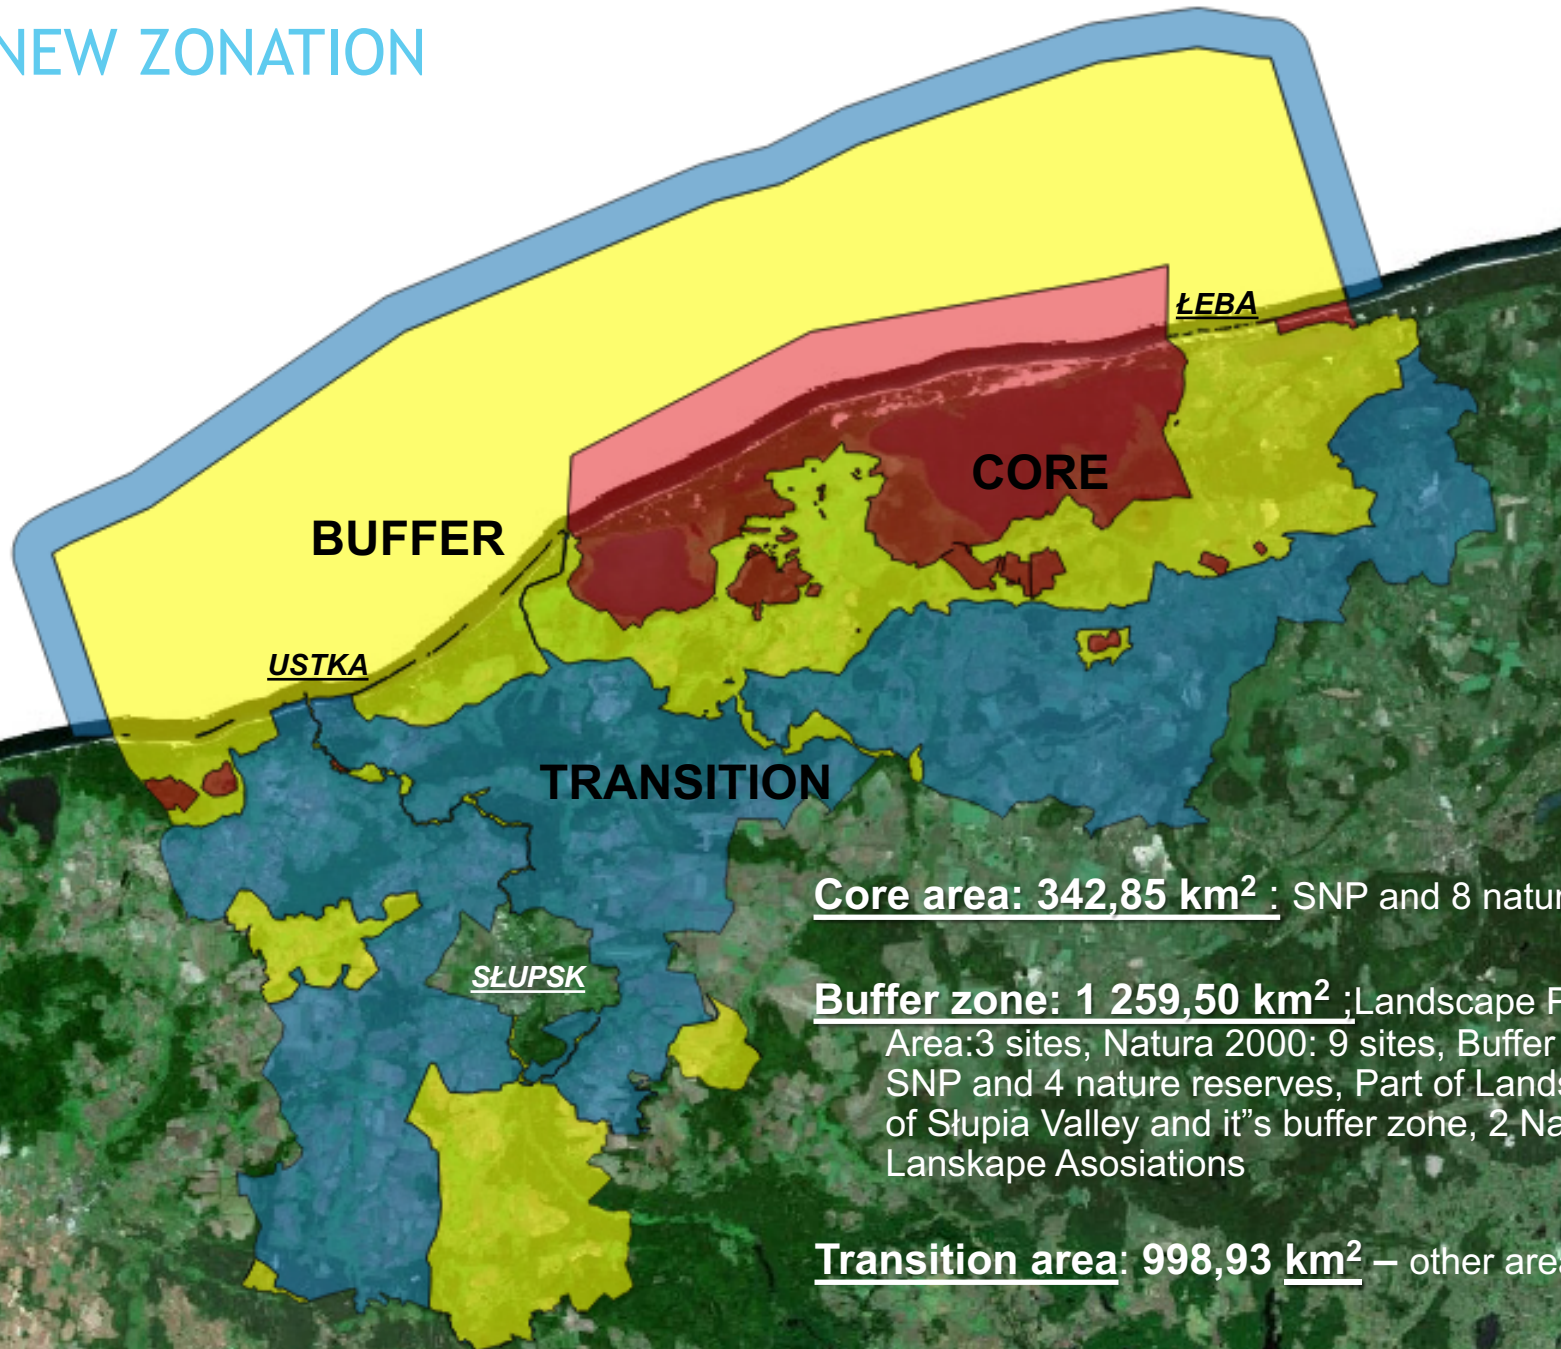 NEW ZONATION
ŁEBA
CORE
BUFFER
USTKA
TRANSITION
Core area: 342,85 km² : SNP and 8 natur
SŁUPSK
Buffer zone: 1 259,50 km² ;Landscape
Area:3 sites, Natura 2000: 9 sites, Buffer
SNP and 4 nature reserves, Part of Lands
of Słupia Valley and it”s buffer zone, 2 Na
Lanskape Asosiations
Transition area: 998,93 km² – other area